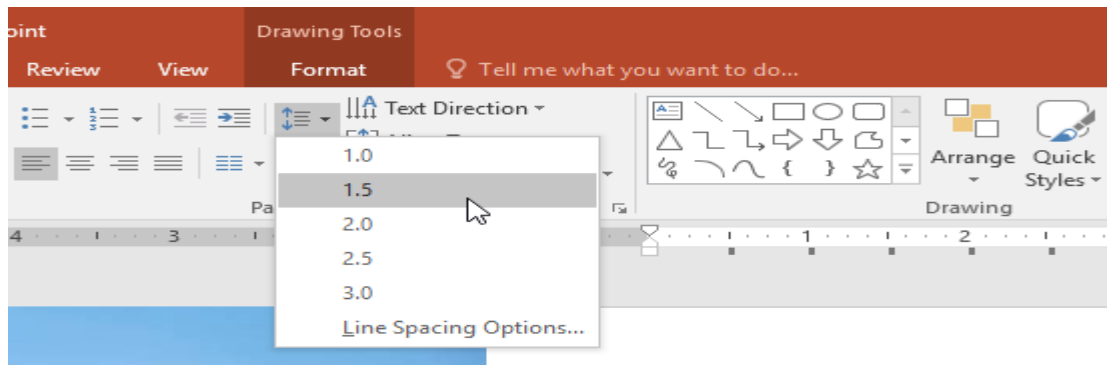 oint Drawing Tools
Review View Format Tell me what you want to do...
Text Direction
1.0
1.5
2.0
2.5
3.0
Line Spacing Options...
Pa
Arrange Quick Styles
Drawing
4 3 1 2